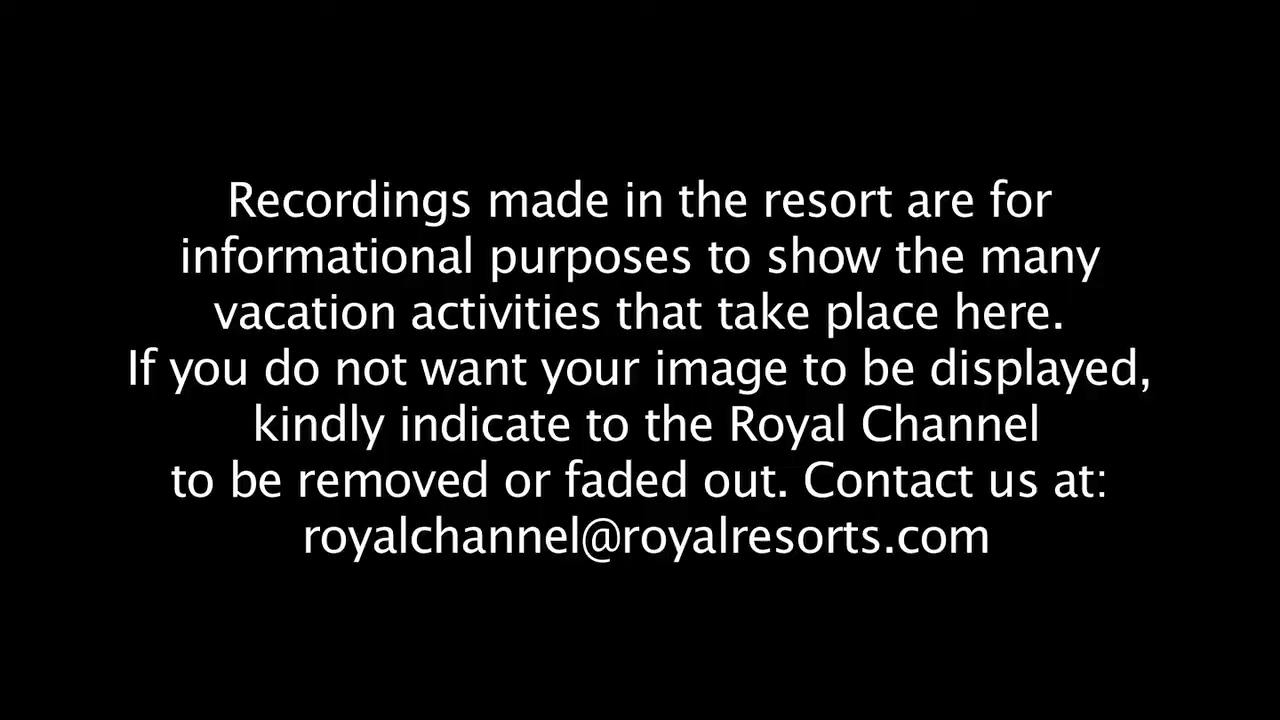 Recordings made in the resort are for
informational purposes to show the many
vacation activities that take place here.
If you do not want your image to be displayed,
kindly indicate to the Royal Channel
to be removed or faded out. Contact us at:
royalchannel@royalresorts.com